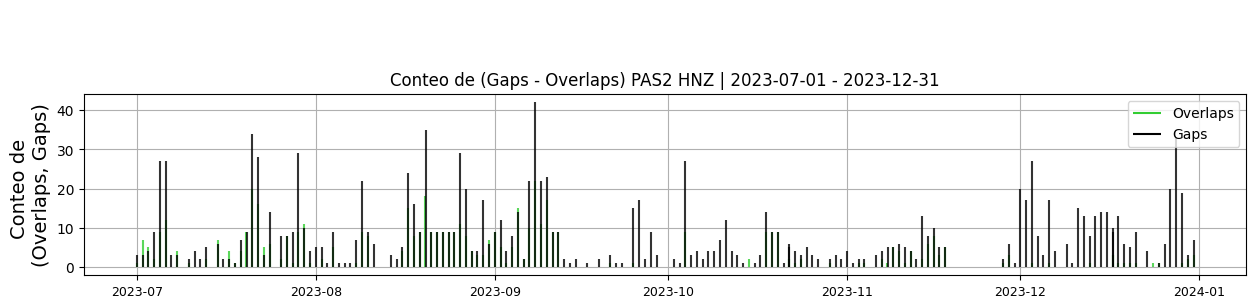 Conteo de (Gaps - Overlaps) PAS2 HNZ | 2023-07-01 - 2023-12-31
Conteo de
(Overlaps, Gaps)
40
30
20
10
0
Overlaps
Gaps
2023-07
2023-08
2023-09
2023-10
2023-11
2023-12
2024-01